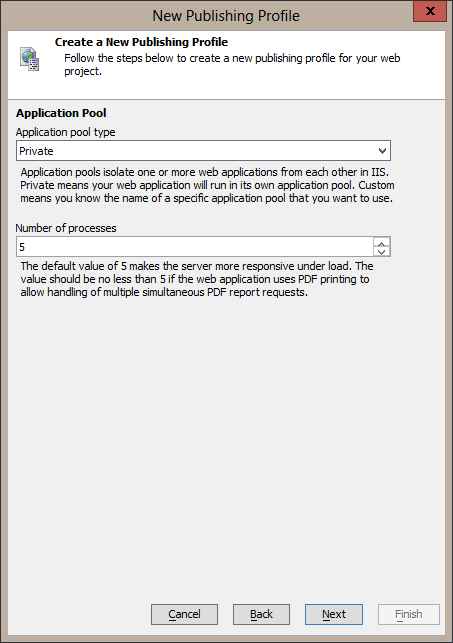 New Publishing Profile
x
Create a New Publishing Profile
Follow the steps below to create a new publishing profile for your web
project.
Application Pool
Application pool type
Private
Application pools isolate one or more web applications from each other in IIS.
Private means your web application will run in its own application pool. Custom
means you know the name of a specific application pool that you want to use.
Number of processes
5
The default value of 5 makes the server more responsive under load. The
value should be no less than 5 if the web application uses PDF printing to
allow handling of multiple simultaneous PDF report requests.
Cancel
Back
Next
Finish